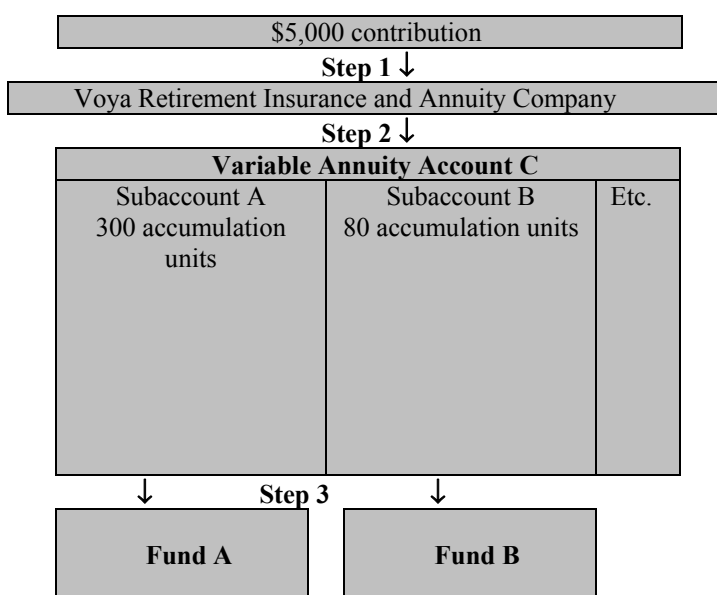 $5,000 contribution
Step 1 ↓
Voya Retirement Insurance and Annuity Company
Step 2 ↓
Variable Annuity Account C
Subaccount A
300 accumulation
units
Subaccount B
80 accumulation units
Etc.
↓ Step 3 ↓
Fund A
Fund B